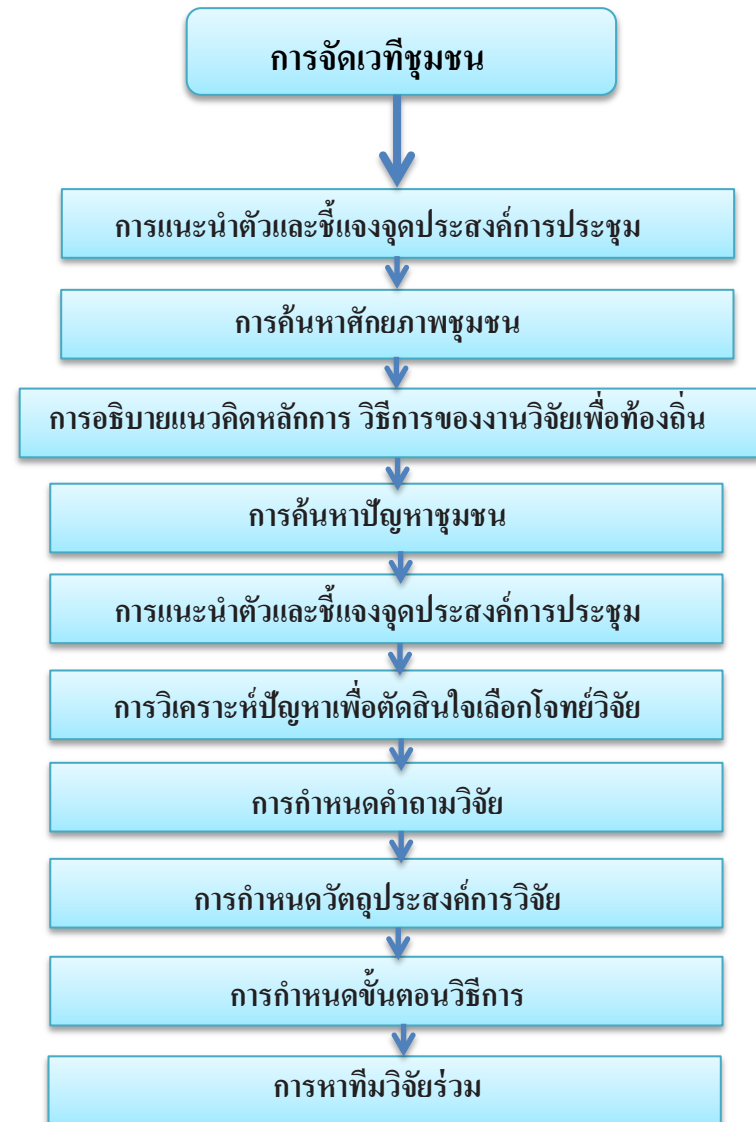 การจัดเวทีชุมชน
การแนะนำตัวและชี้แจงจุดประสงค์การประชุม
การค้นหาศักยภาพชุมชน
การอธิบายแนวคิดหลักการ วิธีการของงานวิจัยเพื่อท้องถิ่น
การค้นหาปัญหาชุมชน
การแนะนำตัวและชี้แจงจุดประสงค์การประชุม
การวิเคราะห์ปัญหาเพื่อตัดสินใจเลือกโจทย์วิจัย
การกำหนดคำถามวิจัย
การกำหนดวัตถุประสงค์การวิจัย
การกำหนดขั้นตอนวิธีการ
การหาทีมวิจัยร่วม